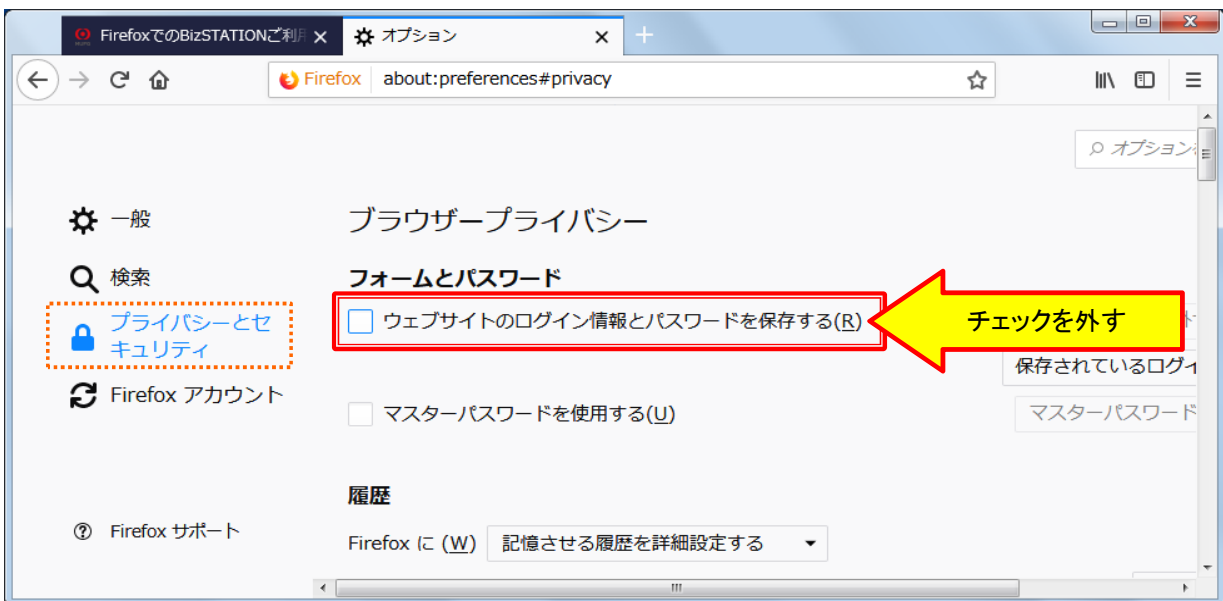 FirefoxでのBizSTATIONご利用
オプション
Firefox about:preferences#privacy
オプション
一般
検索
プライバシーとセ
キュリティ
Firefox アカウント
Firefox サポート
ブラウザープライバシー
フォームとパスワード
ウェブサイトのログイン情報とパスワードを保存する(R)
チェックを外す
保存されているログイ
マスターパスワードを使用する(U)
マスターパスワード
履歴
Firefox に (W) 記憶させる履歴を詳細設定する